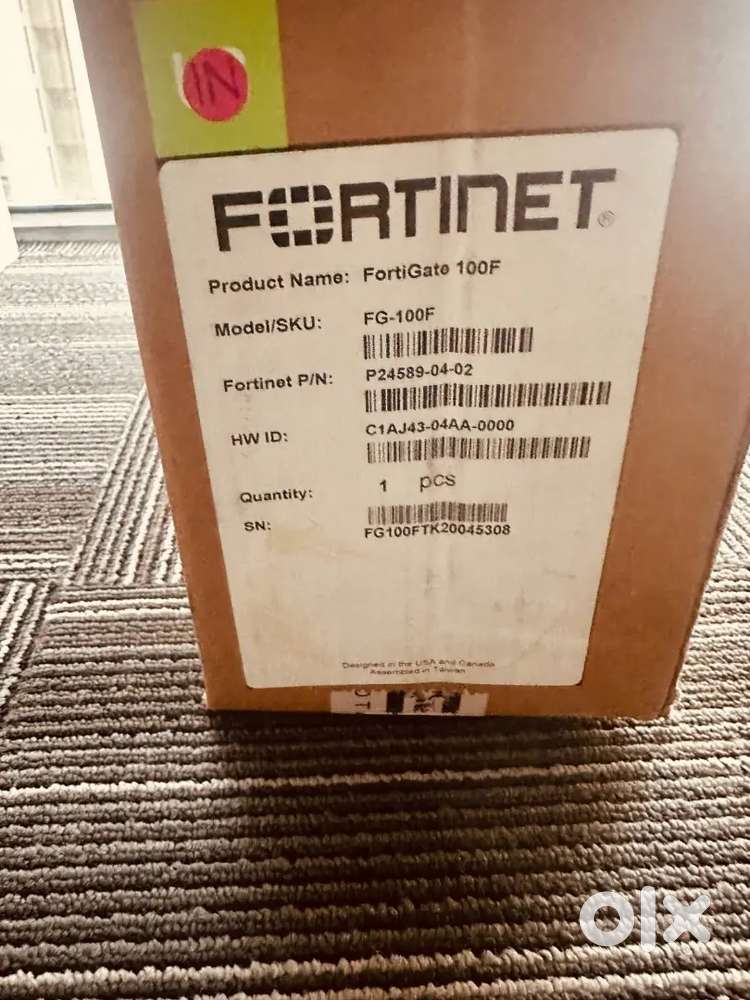 IN
FORTINET®
Product Name: FortiGate 100F
Model/SKU: FG-100F
Fortinet P/N: P24589-04-02
HW ID: C1AJ43-04AA-0000
Quantity: 1 pcs
SN: FG100FTK20045308
Designed in the USA and Canada
Assembled in Taiwan
olx